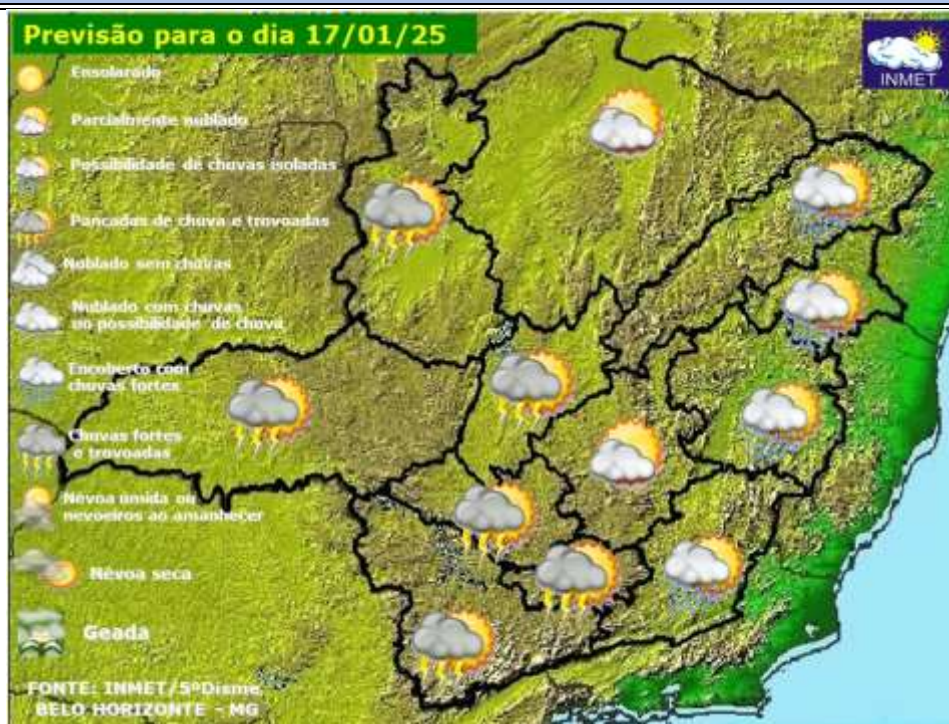 Previsão para o dia 17/01/25
INMET
Ensolarado
Parcialmente nublado
Possibilidade de chuvas isoladas
Pancadas de chuva e trovoadas
Nublado sem chuvas
Nublado com chuvas
ou possibilidade de chuva
Encoberto com
chuvas fortes
Chuvas fortes
e trovoadas
Névoa úmida ou
nevoeiros ao amanhecer
Névoa seca
Geada
FONTE: INMET/5ºDisme
BELO HORIZONTE - MG